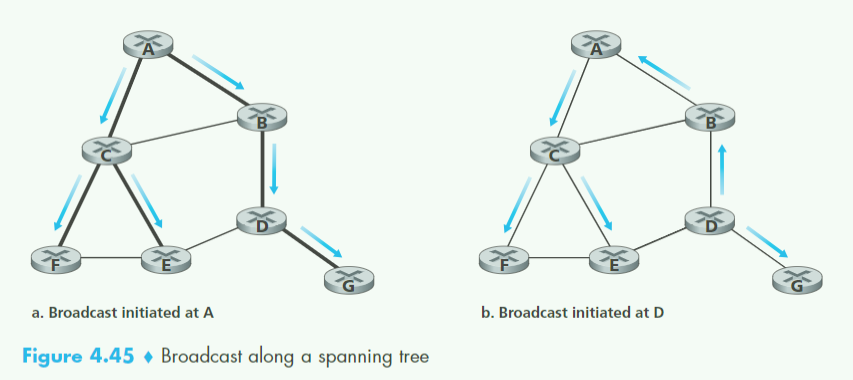 A
B
C
D
F
E
G
a. Broadcast initiated at A
A
B
C
D
F
E
G
b. Broadcast initiated at D
Figure 4.45 ♦ Broadcast along a spanning tree